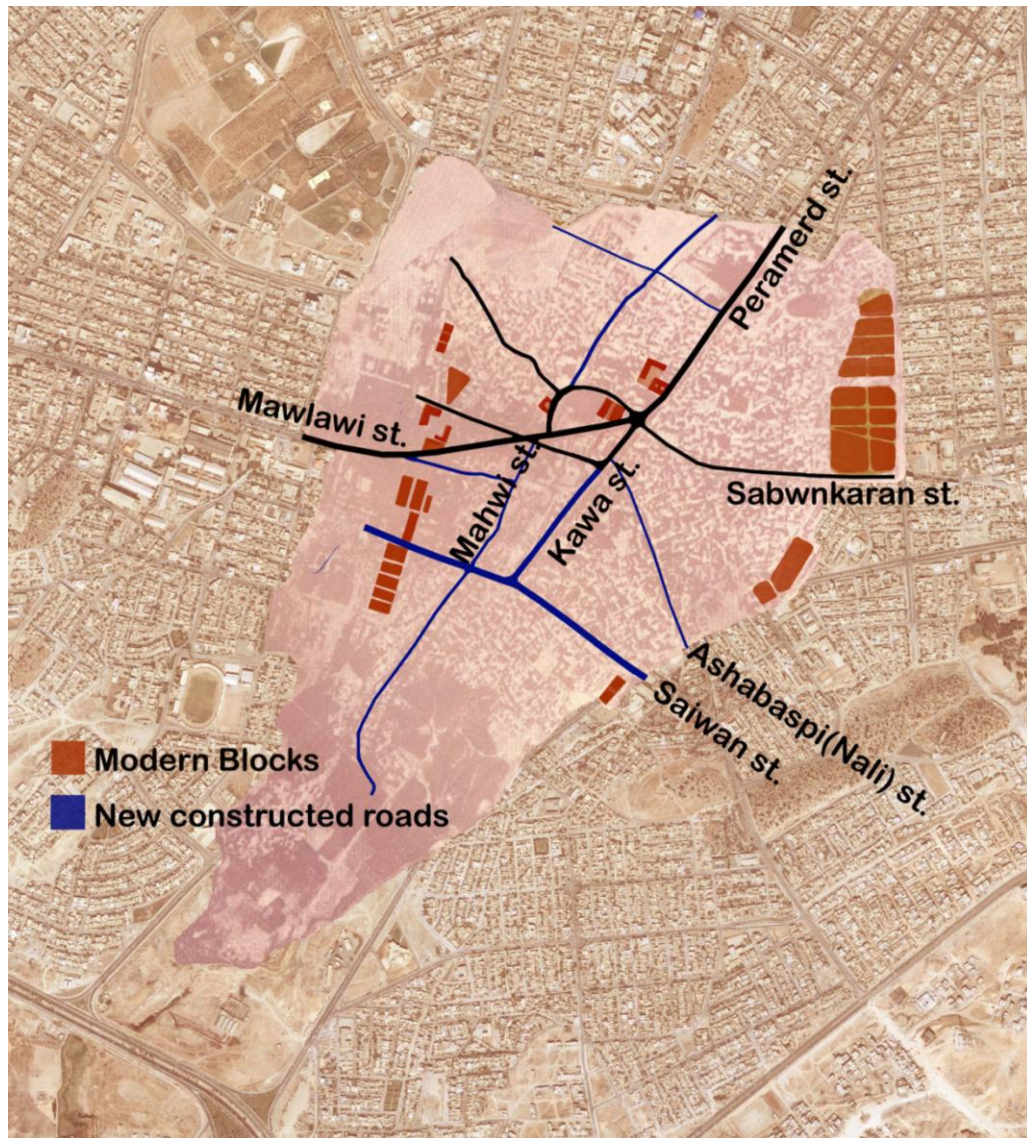 Peramerd st.
Mawlawi st.
Mahwi st.
Kawa st.
Sabwnkaran st.
Ashabaspi(Nali) st.
Saiwan st.
Modern Blocks
New constructed roads